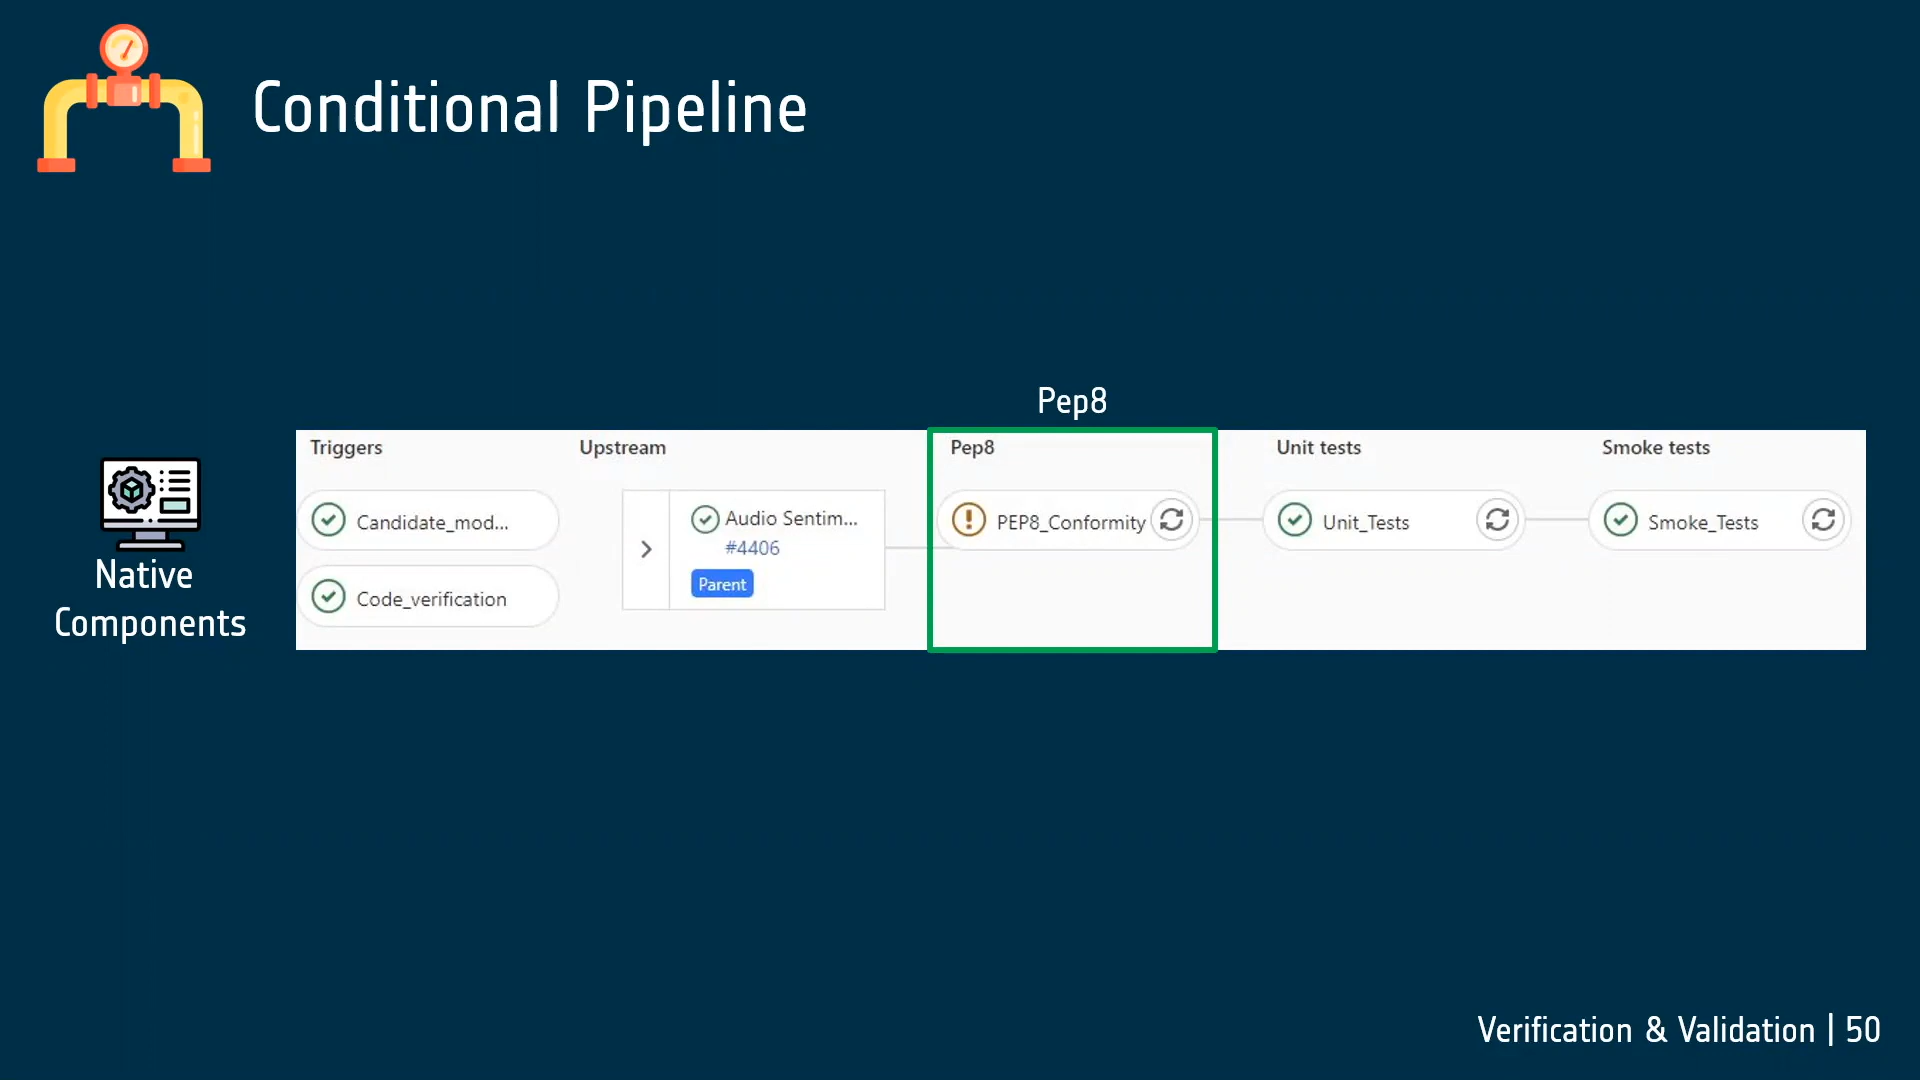 Conditional Pipeline
Pep8
Triggers
Upstream
Pep8
Unit tests
Smoke tests
Candidate_mod...
Audio Sentim...
#4406
Parent
PEP8_Conformity
Unit_Tests
Smoke_Tests
Code_verification
Native
Components
Verification & Validation | 50